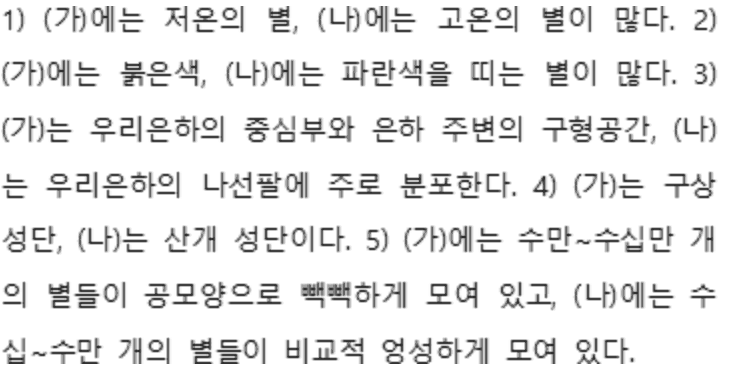 1) (가)에는 저온의 별, (나)에는 고온의 별이 많다. 2)
(가)에는 붉은색, (나)에는 파란색을 띠는 별이 많다. 3)
(가)는 우리은하의 중심부와 은하 주변의 구형공간, (나)
는 우리은하의 나선팔에 주로 분포한다. 4) (가)는 구상
성단, (나)는 산개 성단이다. 5) (가)에는 수만~수십만 개
의 별들이 공모양으로 빽빽하게 모여 있고, (나)에는 수
십~수만 개의 별들이 비교적 엉성하게 모여 있다.